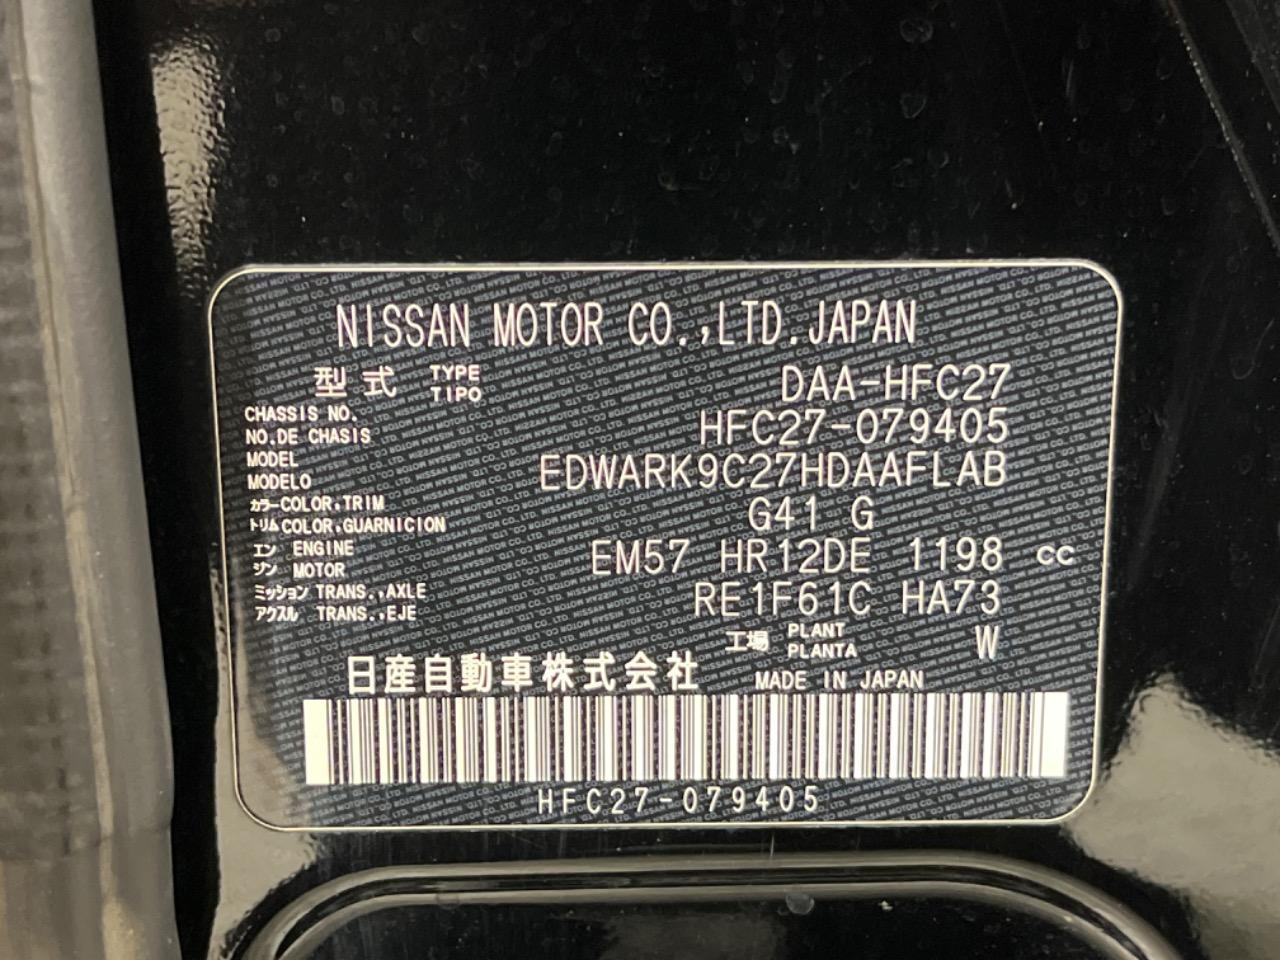 NISSAN MOTOR CO.,LTD.JAPAN
型式 TYPE TIPO DAA-HFC27
CHASSIS NO.
NO.DE CHASIS HFC27-079405
MODEL
MODELO EDWARK9C27HDAAFLAB
カラー COLOR,TRIM
トリム COLOR,GUARNICION G41 G
エン ENGINE
ジン MOTOR EM57 HR12DE 1198 cc
ミッション TRANS.,AXLE
アクスル TRANS.,EJE RE1F61C HA73
工場 PLANT PLANTA W
日産自動車株式会社 MADE IN JAPAN
HFC27-079405